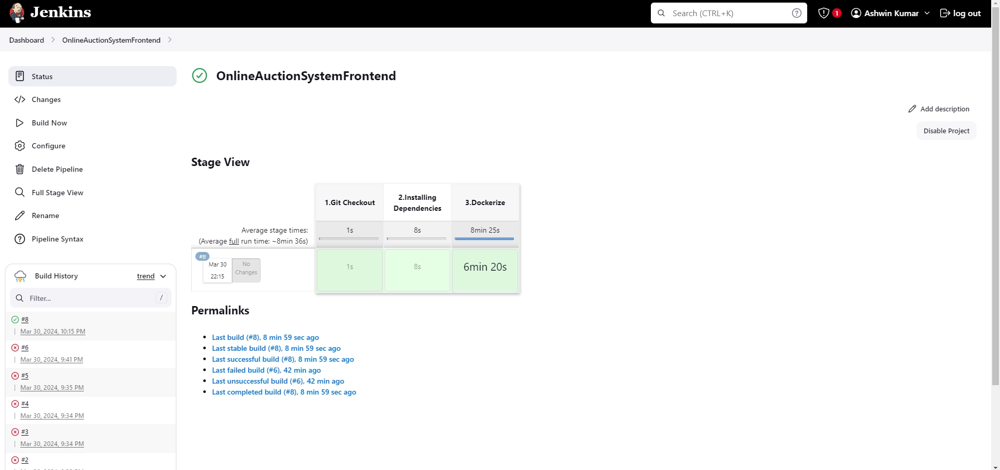 Jenkins
Search (CTRL+K)
1
Ashwin Kumar
log out
Dashboard
OnlineAuctionSystemFrontend
Status
Changes
Build Now
Configure
Delete Pipeline
Full Stage View
Rename
Pipeline Syntax
Build History
trend
Filter...
/
#8
Mar 30, 2024, 10:15 PM
#6
Mar 30, 2024, 9:41 PM
#5
Mar 30, 2024, 9:35 PM
#4
Mar 30, 2024, 9:34 PM
#3
Mar 30, 2024, 9:34 PM
#2
OnlineAuctionSystemFrontend
Add description
Disable Project
Stage View
1.Git Checkout
2.Installing
Dependencies
3.Dockerize
Average stage times:
(Average full run time: ~8min 36s)
1s
8s
8min 25s
#8
Mar 30
22:15
No
Changes
1s
8s
6min 20s
Permalinks
Last build (#8), 8 min 59 sec ago
Last stable build (#8), 8 min 59 sec ago
Last successful build (#8), 8 min 59 sec ago
Last failed build (#6), 42 min ago
Last unsuccessful build (#6), 42 min ago
Last completed build (#8), 8 min 59 sec ago